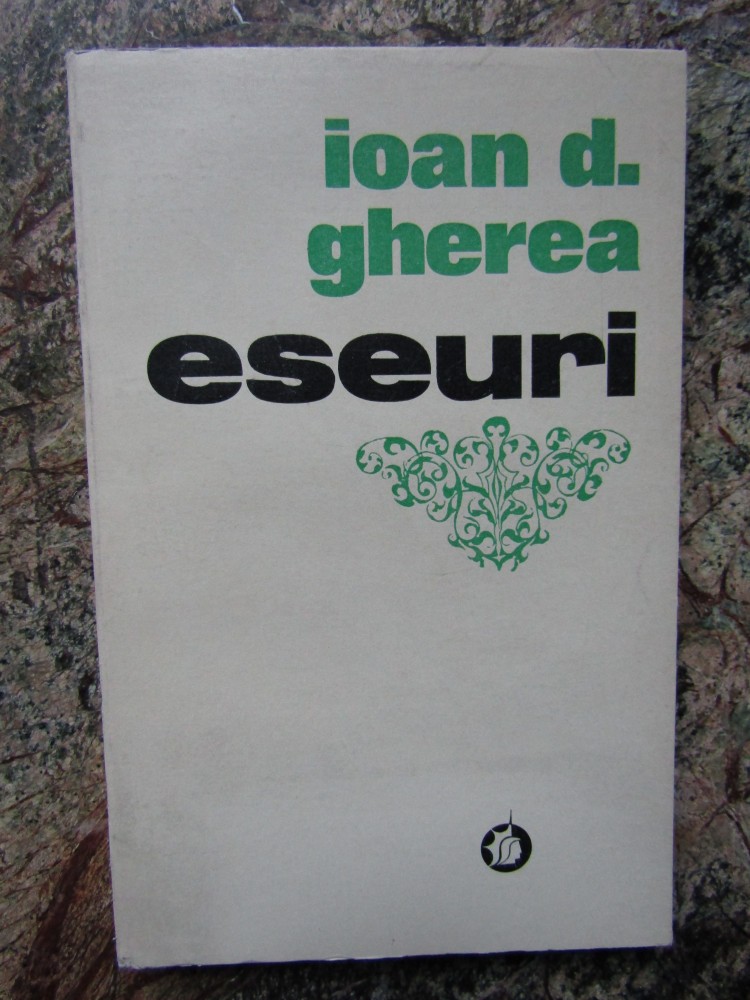 ioan d.
gherea
eseuri